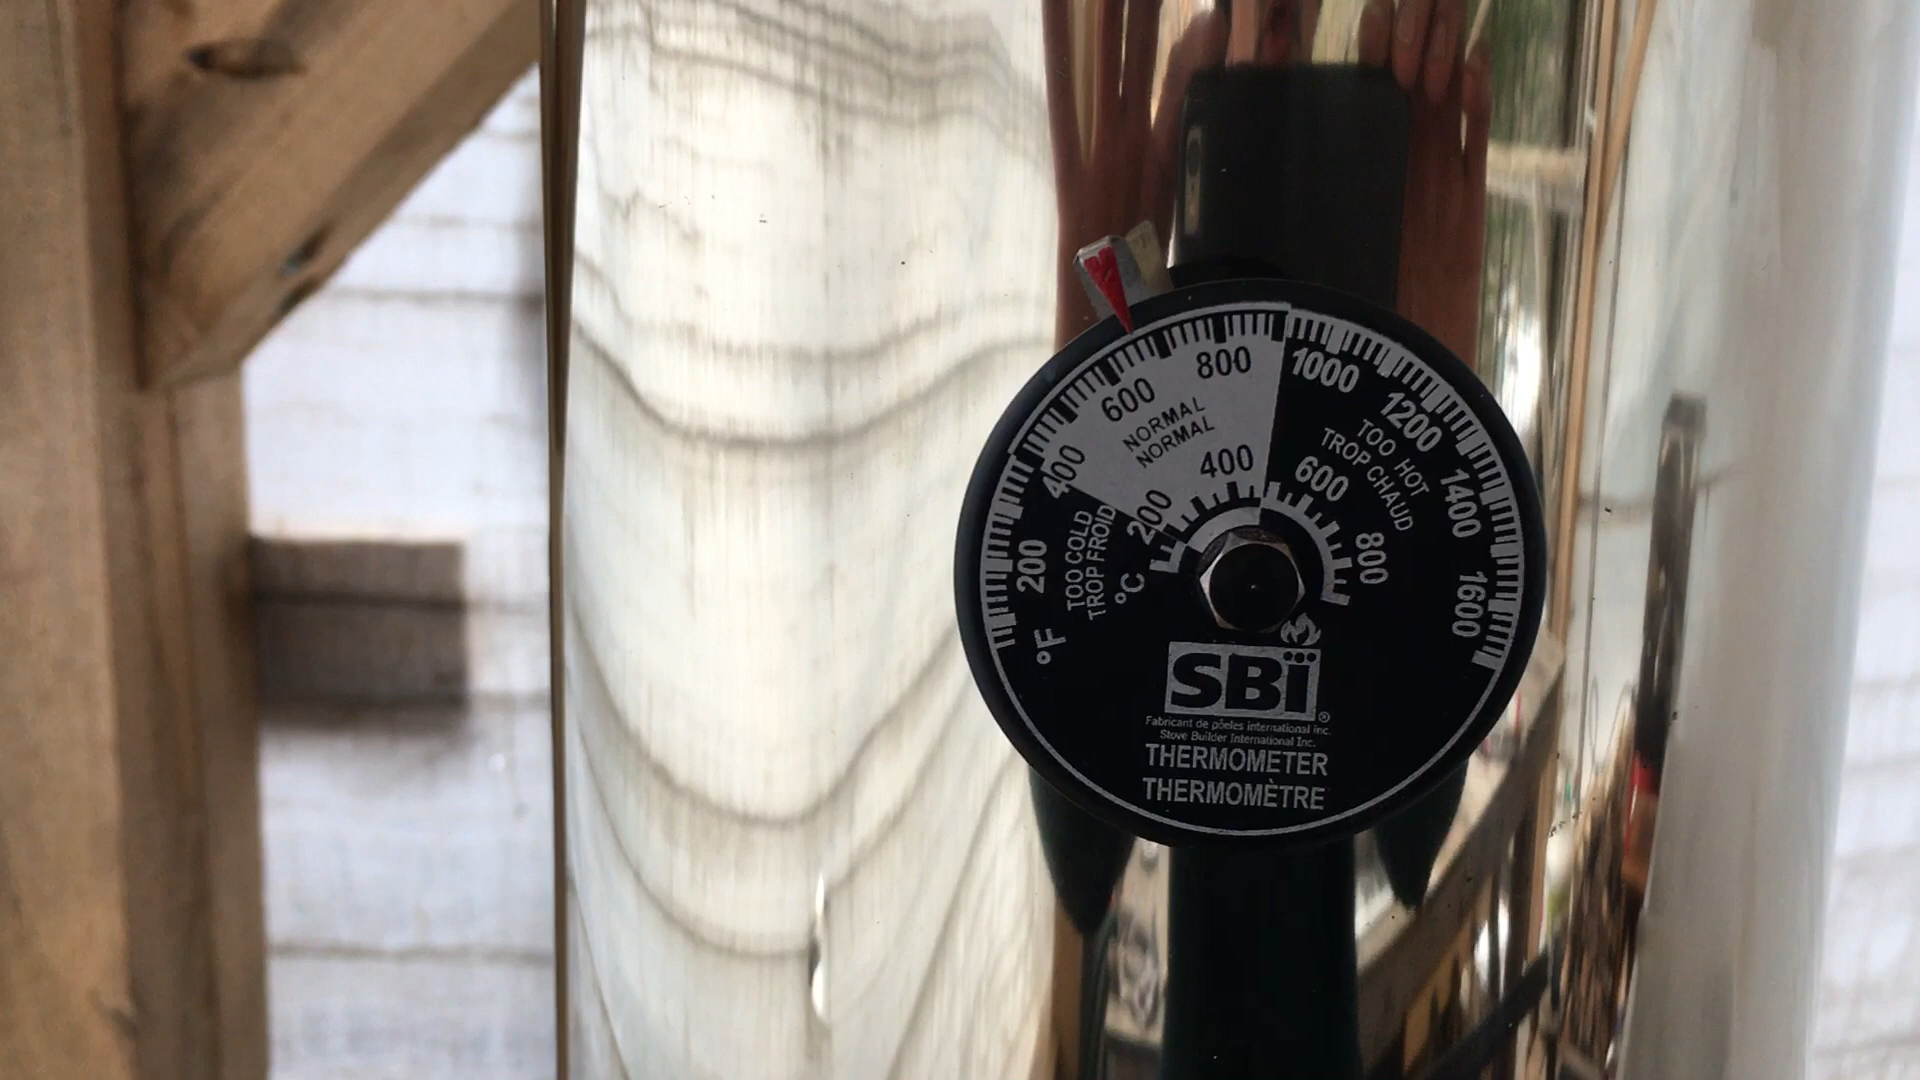 200
400
600
800
1000
1200
1400
1600
°F
TOO COLD
TROP FROID
NORMAL
NORMAL
TOO HOT
TROP CHAUD
°C
200
400
600
800
SBi®
Fabricant de pôeles international inc.
Stove Builder International Inc.
THERMOMETER
THERMOMÈTRE